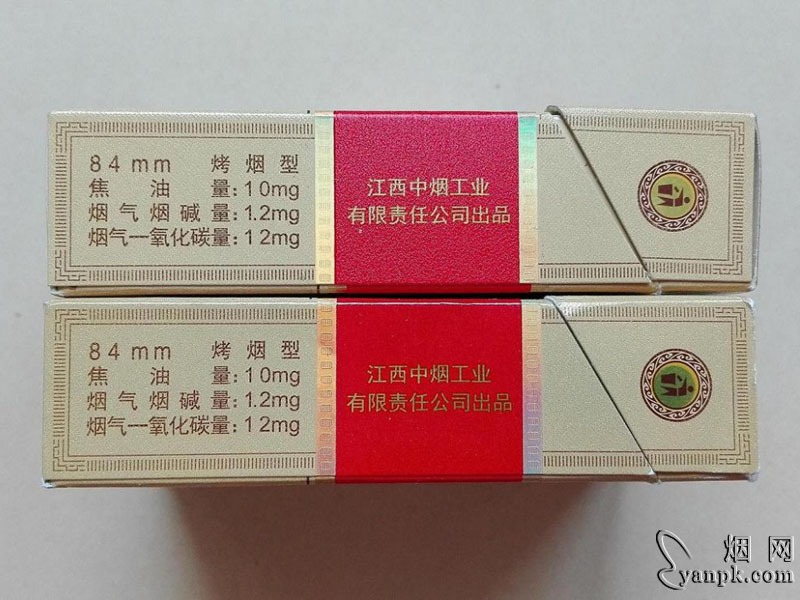 84mm 烤烟型
焦油量:10mg
烟气烟碱量:1.2mg
烟气一氧化碳量:12mg
江西中烟工业
有限责任公司出品
84mm 烤烟型
焦油量:10mg
烟气烟碱量:1.2mg
烟气一氧化碳量:12mg
江西中烟工业
有限责任公司出品
烟网
yanpk.com